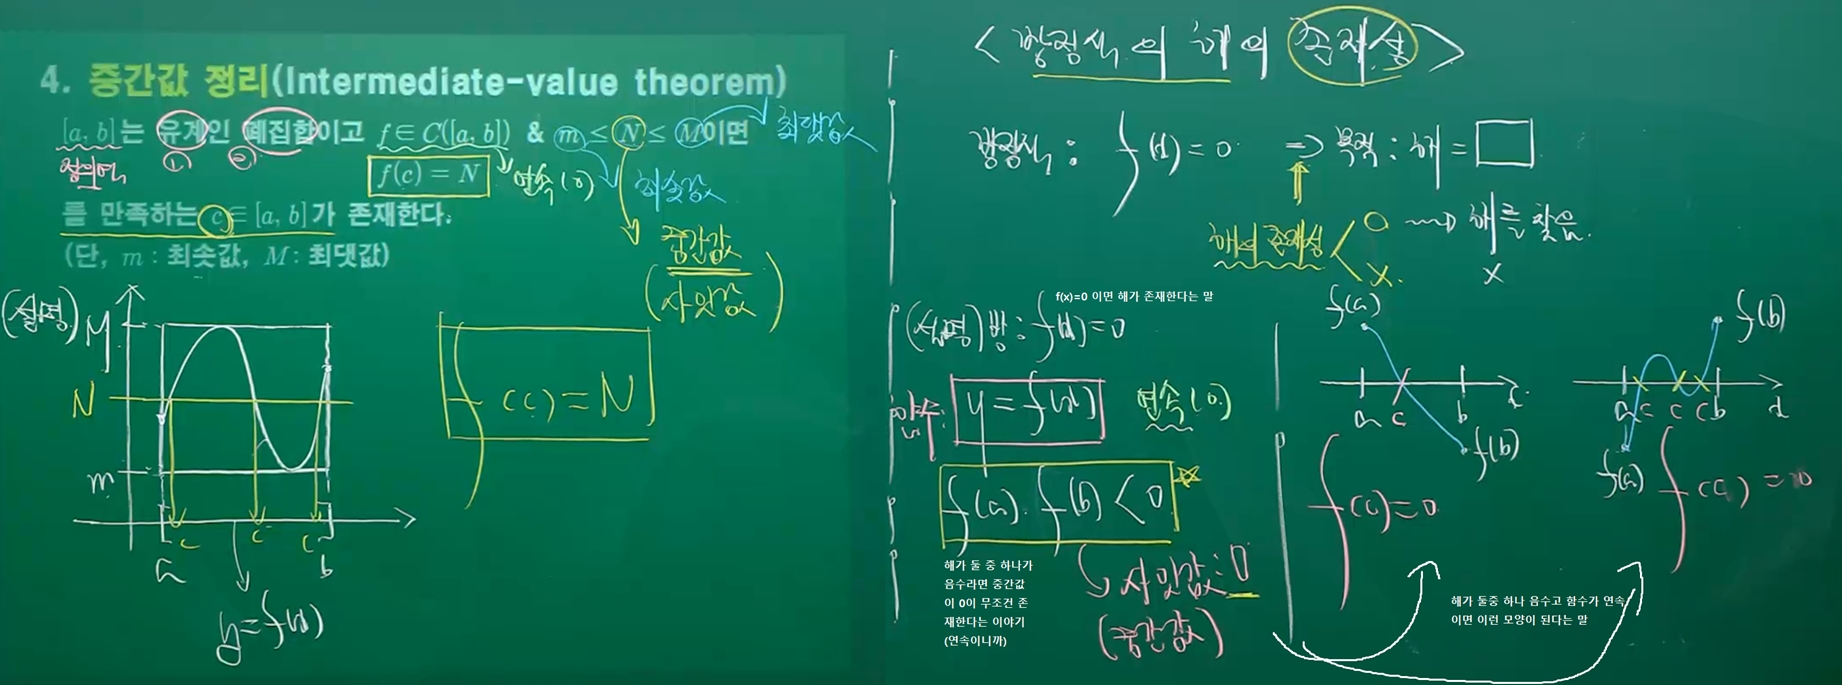 4. 중간값 정리(Intermediate-value theorem)
[a, b]는 유계인 폐집합이고 f∈C([a, b]) & m ≤ N ≤ M이면
최댓값
정의역 ① ②
f(c) = N
연속(O)
최솟값
를 만족하는 c∈[a, b]가 존재한다.
(단, m : 최솟값, M : 최댓값)
중간값
(사잇값)
(설명)
M
N
m
a c c c b
y=f(x)
f(c)=N
<방정식의 해의 존재성>
방정식 : f(x)=0 => 목적 : 해 = □
해의 존재성 < O ⇝ 해를 찾음.
X. X
f(x)=0 이면 해가 존재한다는 말
(설명) 방: f(x)=0
함수: y=f(x) 연속(O)
f(a)·f(b)<0
해가 둘 중 하나가
음수라면 중간값
이 0이 무조건 존
재한다는 이야기
(연속이니까)
사잇값: 0
(중간값)
f(a)
a c b x
f(b)
f(c)=0
f(b)
a c c c b x
f(a)
f(c)=0
해가 둘중 하나 음수고 함수가 연속
이면 이런 모양이 된다는 말